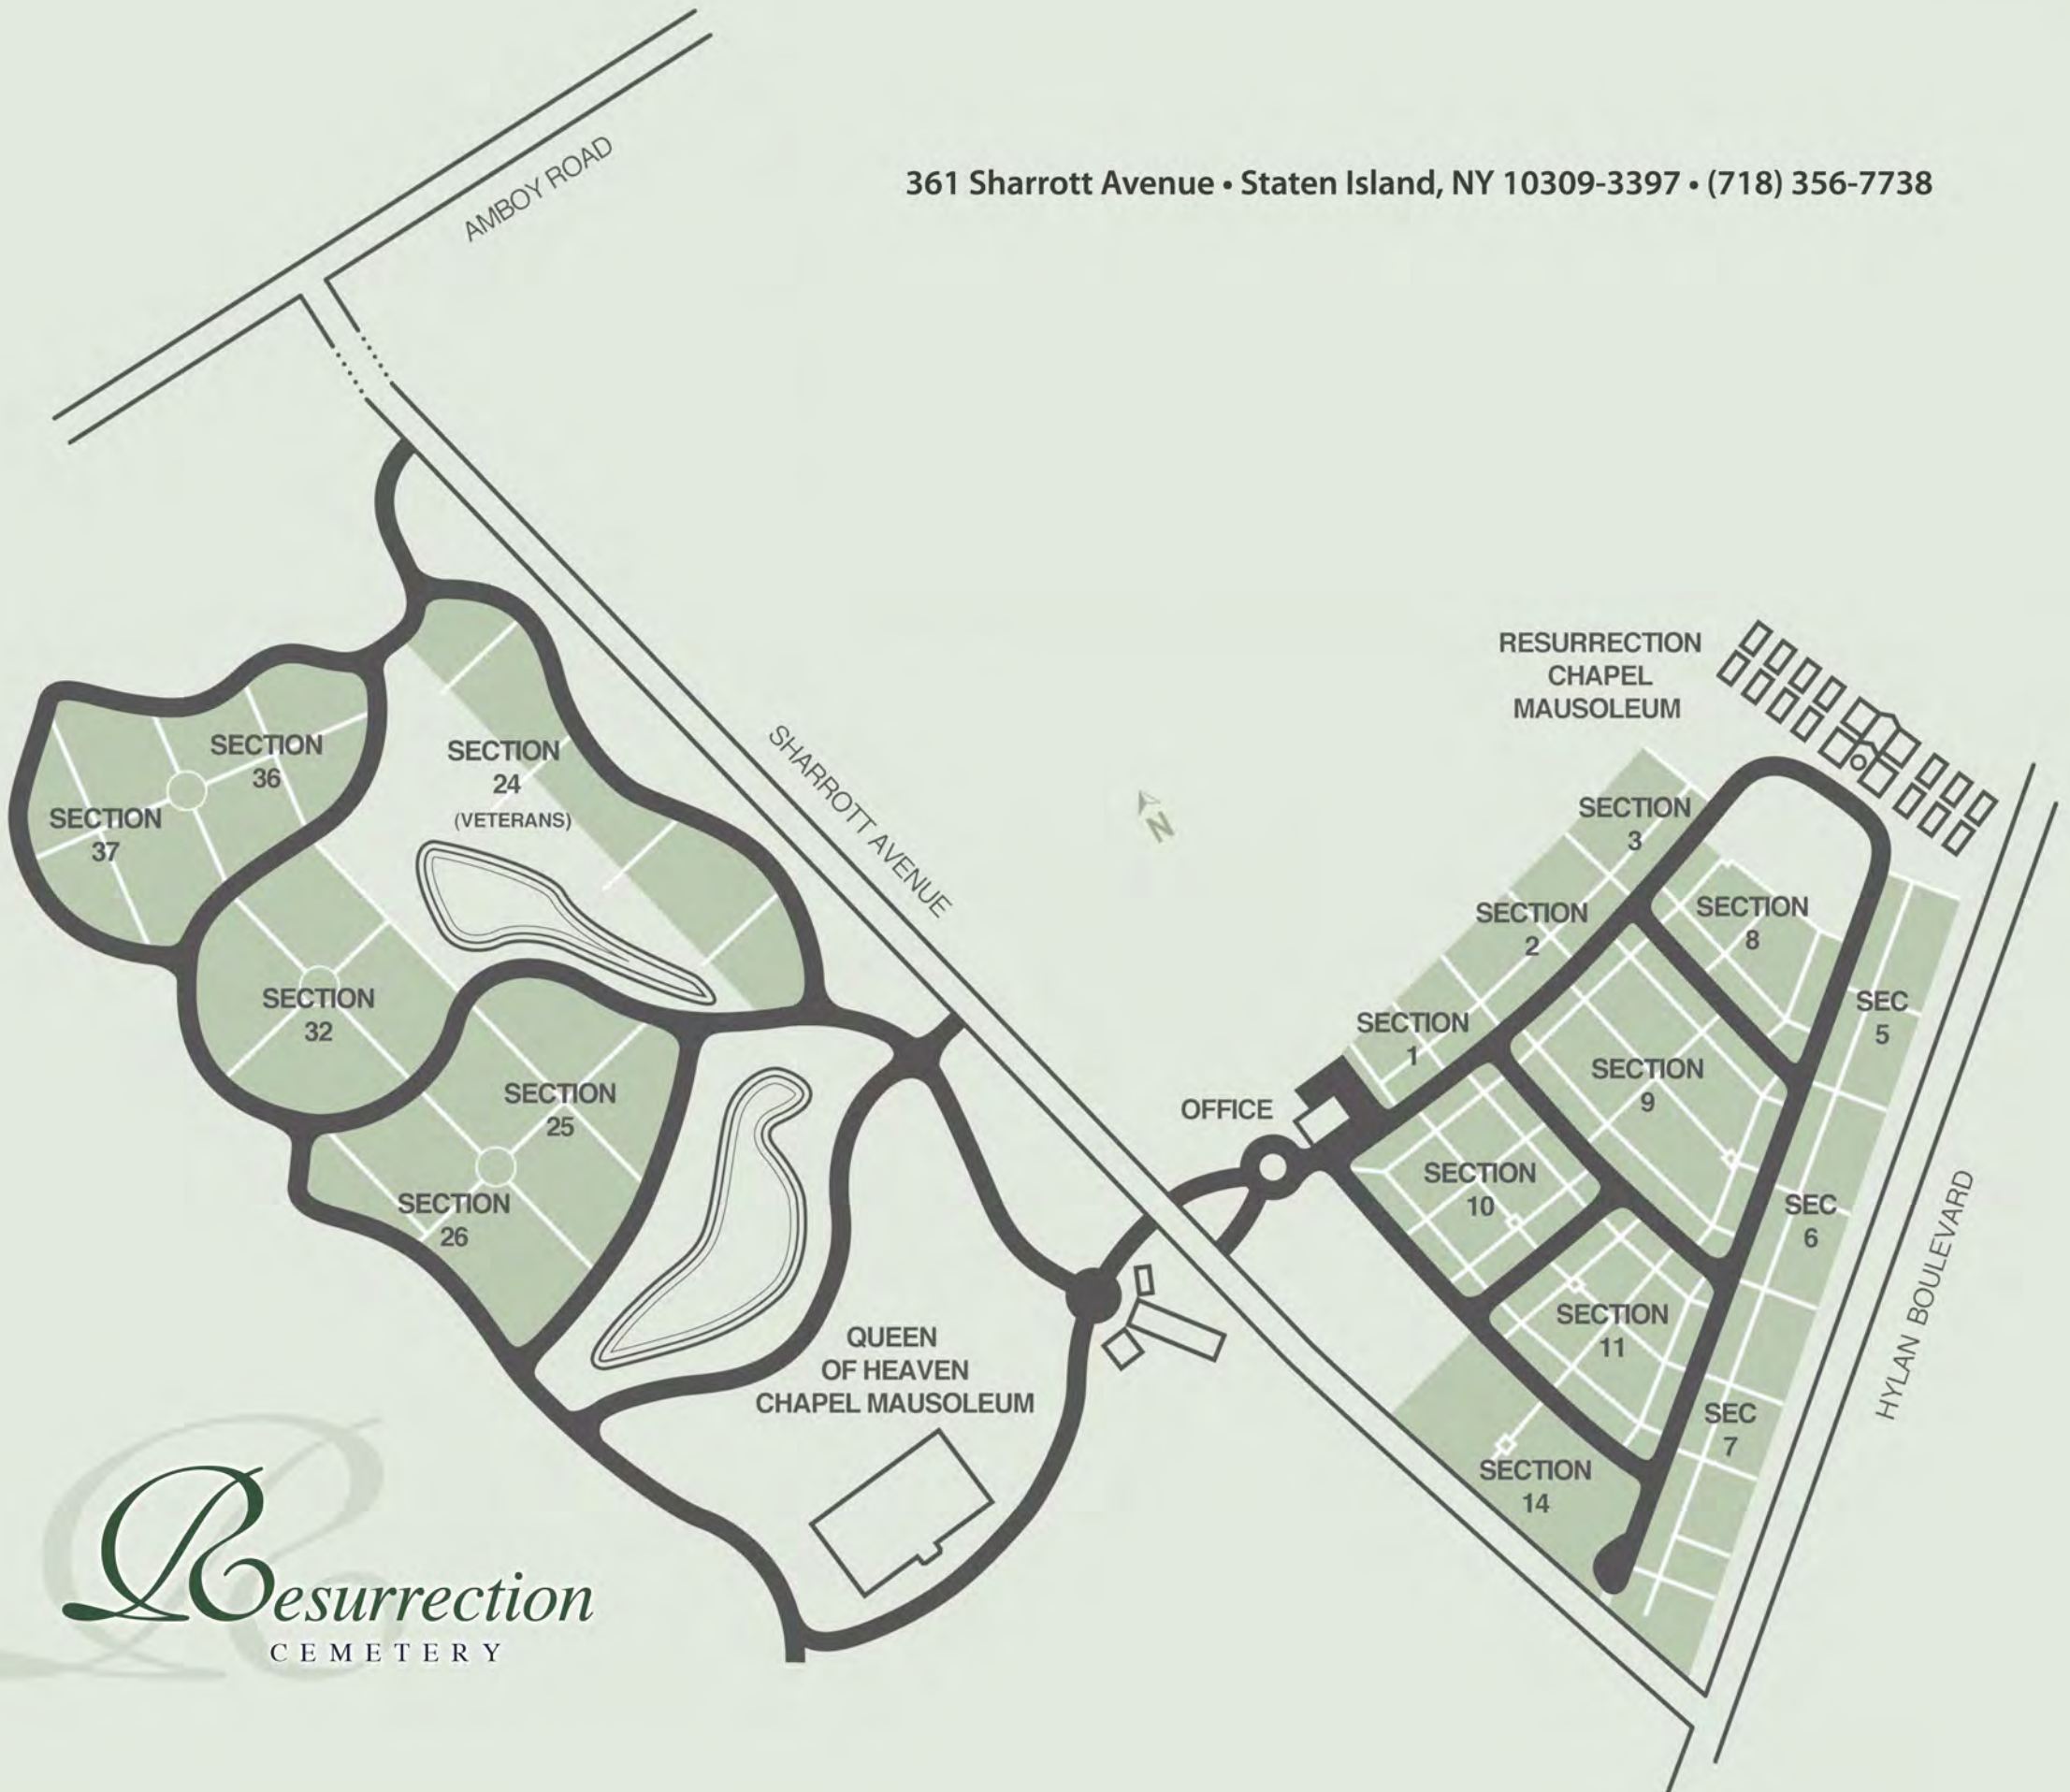 AMBOY ROAD
361 Sharrott Avenue • Staten Island, NY 10309-3397 • (718) 356-7738
RESURRECTION
CHAPEL
MAUSOLEUM
SECTION
36
SECTION
24
(VETERANS)
SECTION
37
SHARROTT AVENUE
N
SECTION
3
SECTION
2
SECTION
8
SECTION
1
SEC
5
SECTION
32
SECTION
9
SECTION
25
OFFICE
SECTION
10
SECTION
26
SEC
6
HYLAN BOULEVARD
SECTION
11
QUEEN
OF HEAVEN
CHAPEL MAUSOLEUM
SEC
7
SECTION
14
Resurrection
CEMETERY